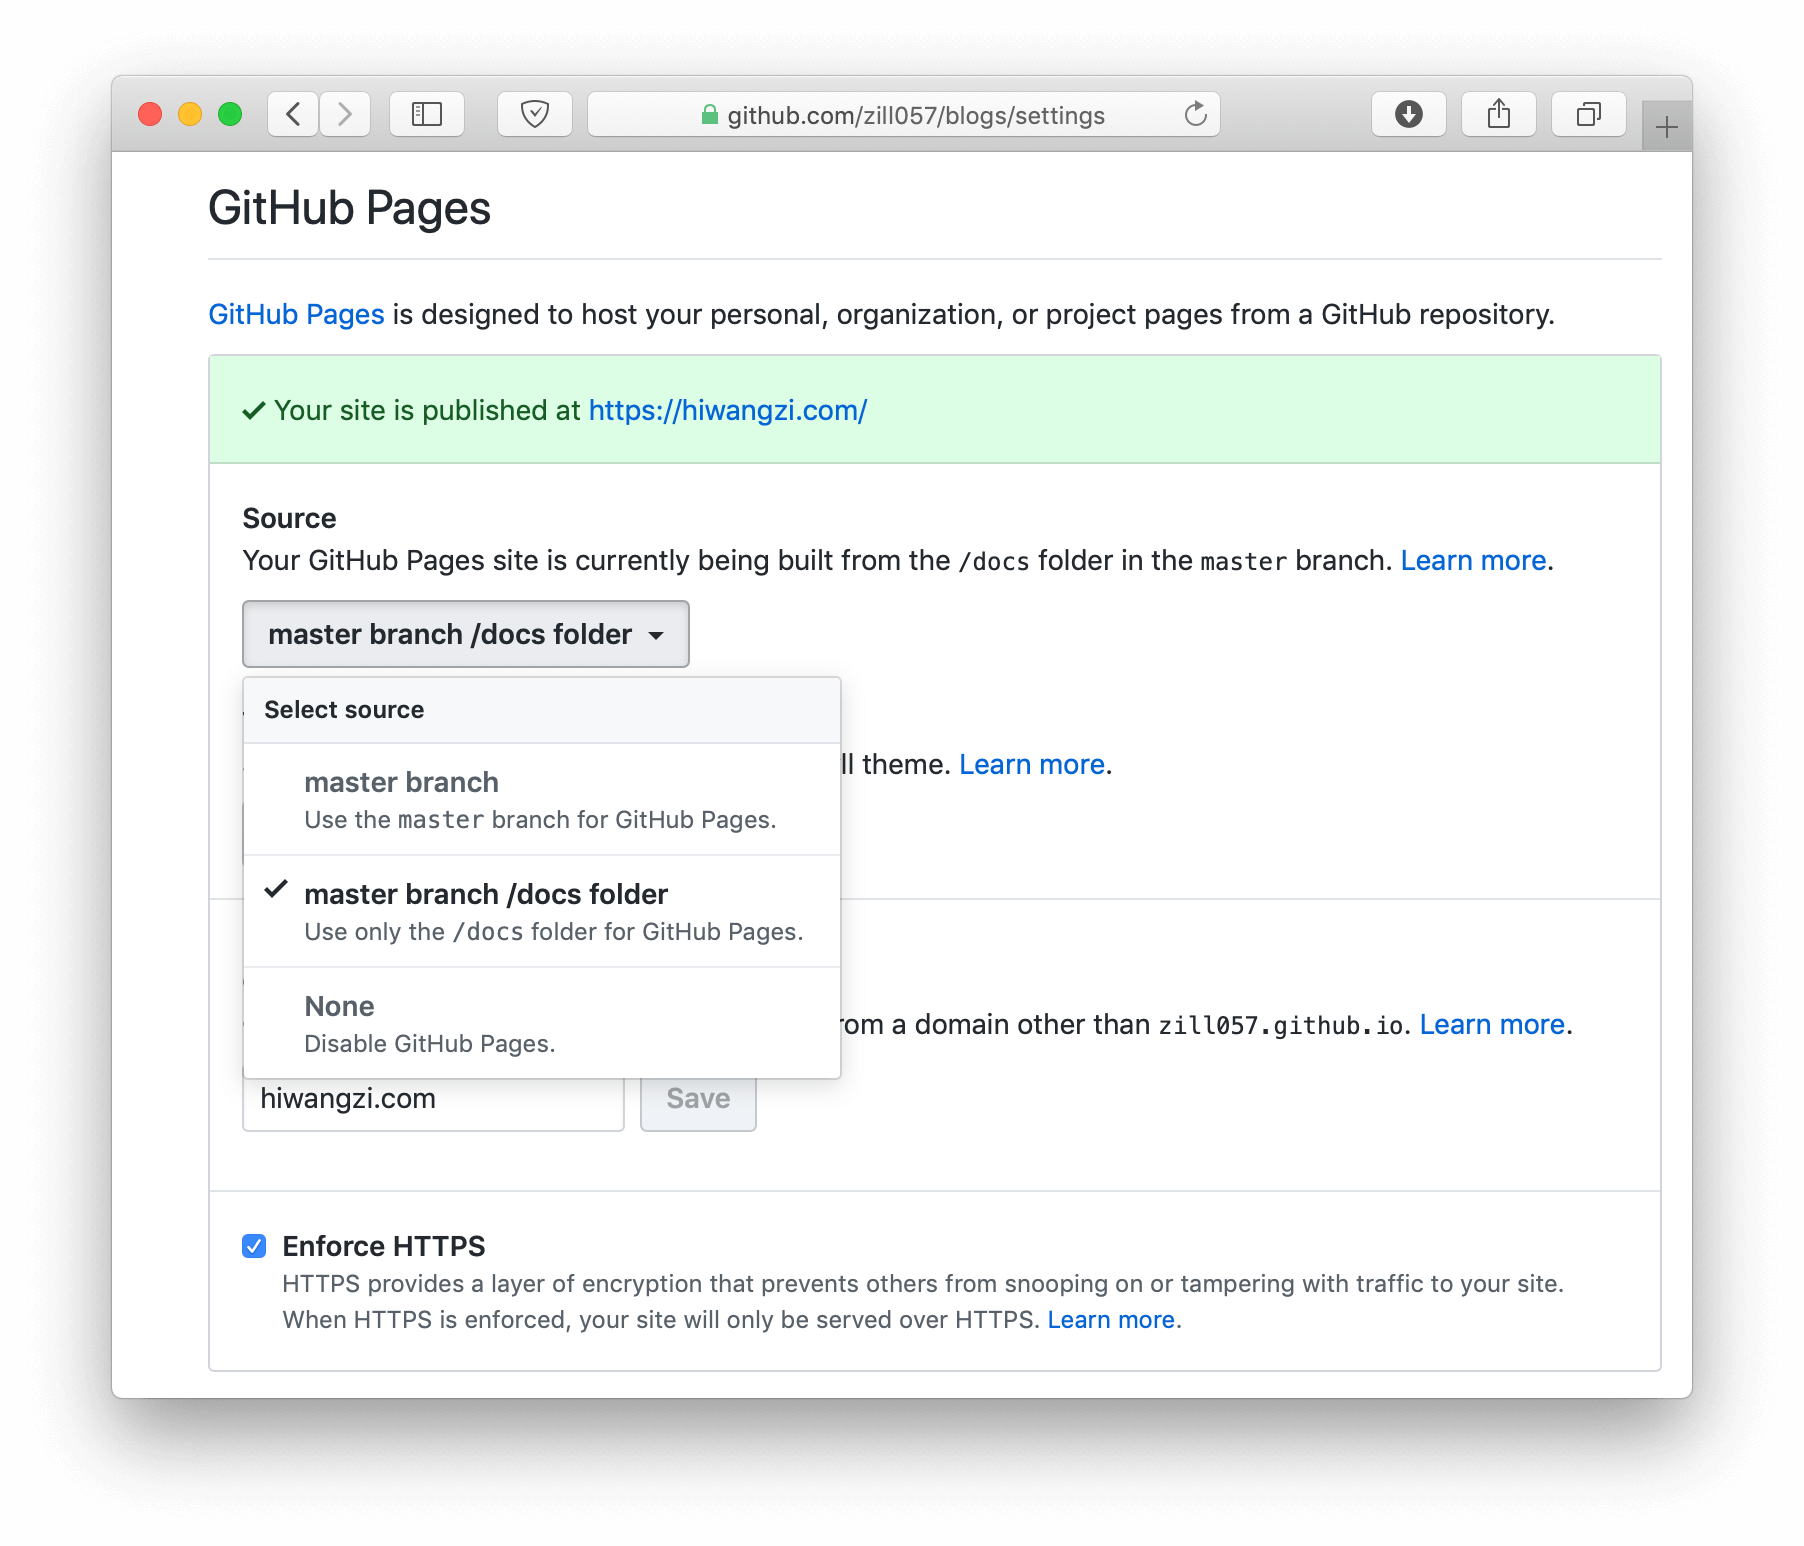 github.com/zill057/blogs/settings
GitHub Pages
GitHub Pages is designed to host your personal, organization, or project pages from a GitHub repository.
Your site is published at https://hiwangzi.com/
Source
Your GitHub Pages site is currently being built from the /docs folder in the master branch. Learn more.
master branch /docs folder
Select source
master branch
Use the master branch for GitHub Pages.
master branch /docs folder
Use only the /docs folder for GitHub Pages.
None
Disable GitHub Pages.
theme. Learn more.
a domain other than zill057.github.io. Learn more.
hiwangzi.com
Save
Enforce HTTPS
HTTPS provides a layer of encryption that prevents others from snooping on or tampering with traffic to your site.
When HTTPS is enforced, your site will only be served over HTTPS. Learn more.